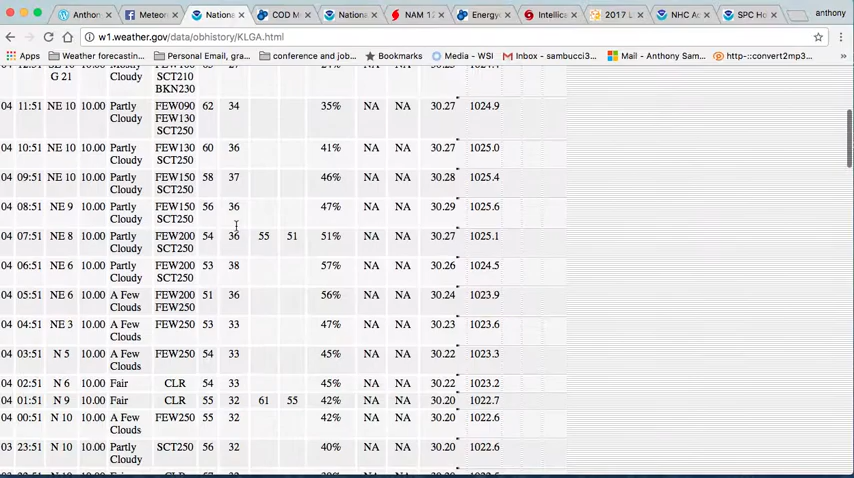 Anthony × Meteor × Nationa × COD M × Nationa × NAM 12 × Energy × Intellica × 2017 L × NHC A × SPC H × anthony
w1.weather.gov/data/obhistory/KLGA.html
Apps Weather forecasting... Personal Email, gra... conference and job... Bookmarks Media - WSI Inbox - sambucci3... Mail - Anthony Sam... http-::convert2mp3...
Cloudy G 21 SCT210
BKN230
04 11:51 NE 10 10.00 Partly FEW090 62 34 35% NA NA 30.27 1024.9
Cloudy FEW130
SCT250
04 10:51 NE 10 10.00 Partly FEW130 60 36 41% NA NA 30.27 1025.0
Cloudy SCT250
04 09:51 NE 10 10.00 Partly FEW150 58 37 46% NA NA 30.28 1025.4
Cloudy SCT250
04 08:51 NE 9 10.00 Partly FEW150 56 36 47% NA NA 30.29 1025.6
Cloudy SCT250
04 07:51 NE 8 10.00 Partly FEW200 54 36 55 51 51% NA NA 30.27 1025.1
Cloudy SCT250
04 06:51 NE 6 10.00 Partly FEW200 53 38 57% NA NA 30.26 1024.5
Cloudy SCT250
04 05:51 NE 6 10.00 A Few FEW200 51 36 56% NA NA 30.24 1023.9
Clouds FEW250
04 04:51 NE 3 10.00 A Few FEW250 53 33 47% NA NA 30.23 1023.6
Clouds
04 03:51 N 5 10.00 A Few FEW250 54 33 45% NA NA 30.22 1023.3
Clouds
04 02:51 N 6 10.00 Fair CLR 54 33 45% NA NA 30.22 1023.2
04 01:51 N 9 10.00 Fair CLR 55 32 61 55 42% NA NA 30.20 1022.7
04 00:51 N 10 10.00 A Few FEW250 55 32 42% NA NA 30.20 1022.6
Clouds
03 23:51 N 10 10.00 Partly SCT250 56 32 40% NA NA 30.20 1022.6
Cloudy